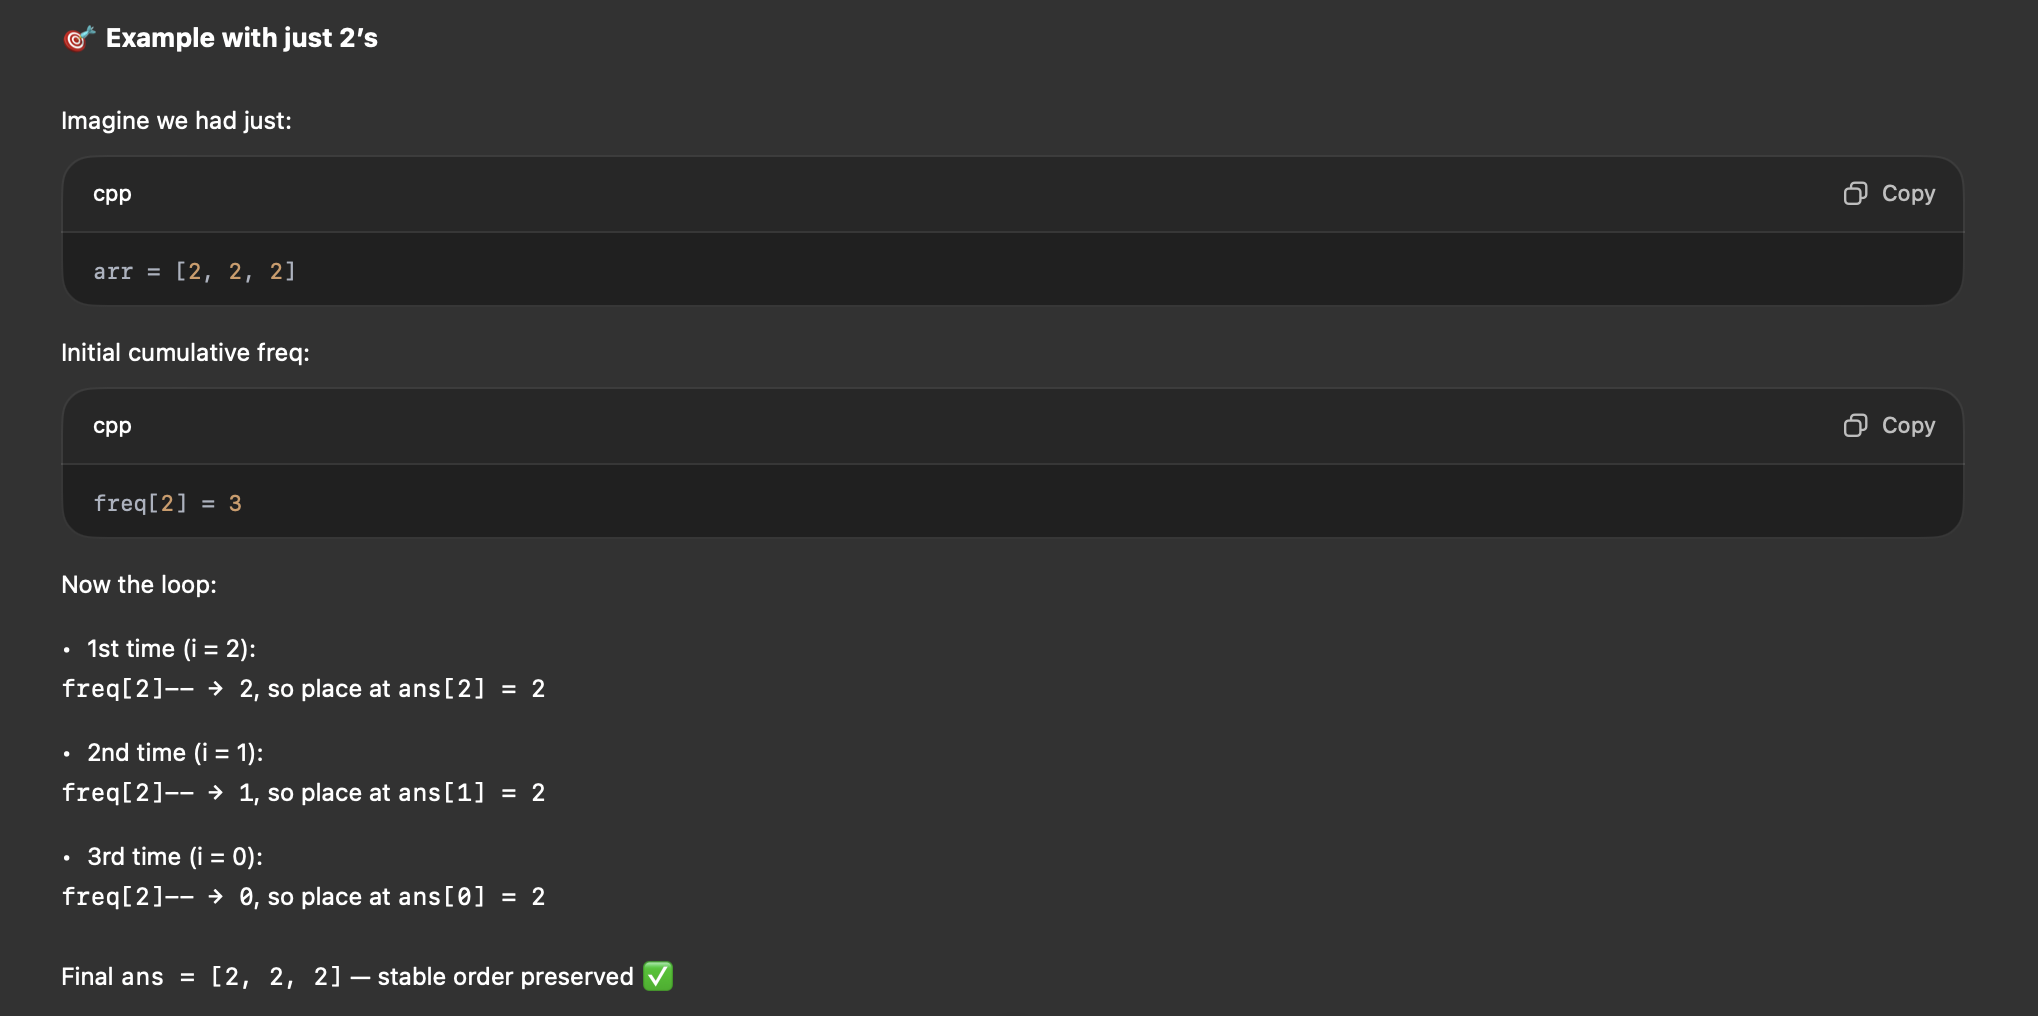 🎯 Example with just 2’s
Imagine we had just:
cpp
Copy
arr = [2, 2, 2]
Initial cumulative freq:
cpp
Copy
freq[2] = 3
Now the loop:
• 1st time (i = 2):
freq[2]−− → 2, so place at ans[2] = 2
• 2nd time (i = 1):
freq[2]−− → 1, so place at ans[1] = 2
• 3rd time (i = 0):
freq[2]−− → 0, so place at ans[0] = 2
Final ans = [2, 2, 2] — stable order preserved ✅